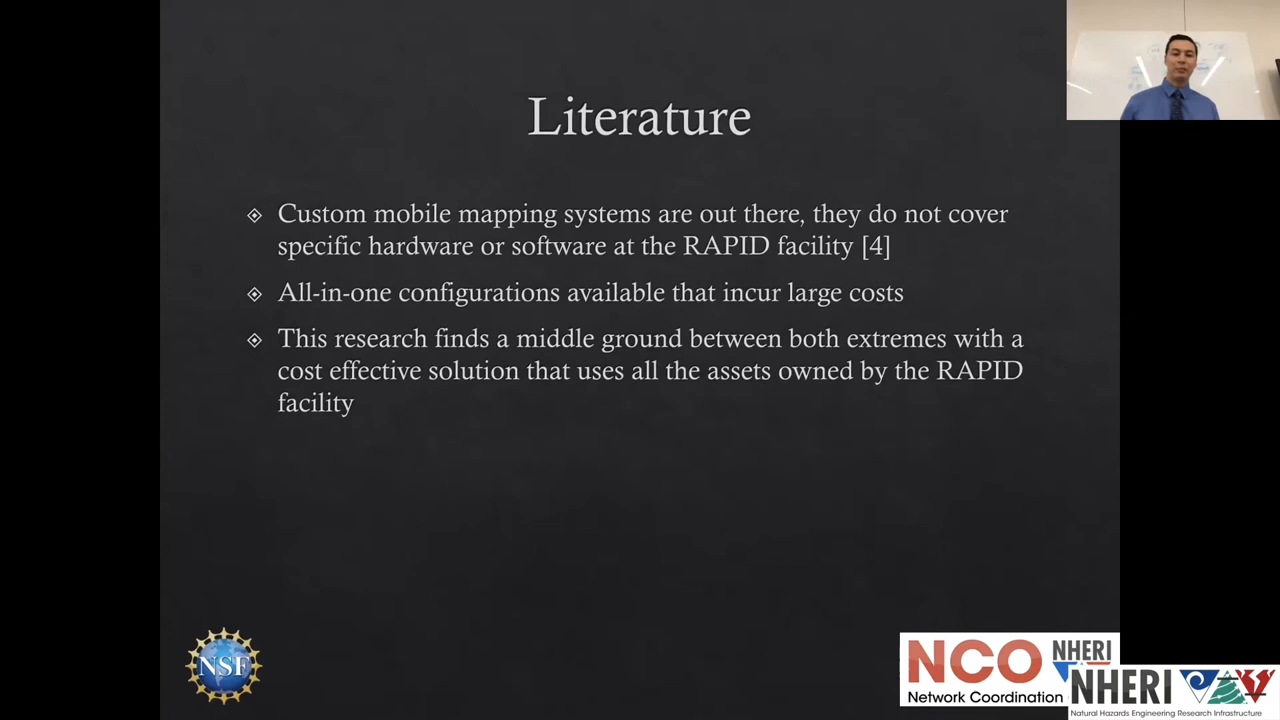 Literature
Custom mobile mapping systems are out there, they do not cover
specific hardware or software at the RAPID facility [4]
All-in-one configurations available that incur large costs
This research finds a middle ground between both extremes with a
cost effective solution that uses all the assets owned by the RAPID
facility
NSF
NCO
NHERI
Network Coordination
NHERI
Natural Hazards Engineering Research Infrastructure